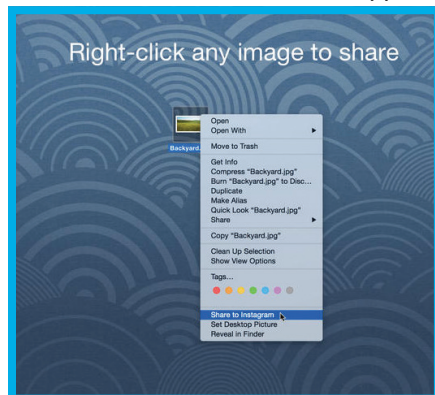 Right-click any image to share
Backyard.
Open
Open With
Move to Trash
Get Info
Compress "Backyard.jpg"
Burn "Backyard.jpg" to Disc...
Duplicate
Make Alias
Quick Look "Backyard.jpg"
Share
Copy "Backyard.jpg"
Clean Up Selection
Show View Options
Tags...
Share to Instagram
Set Desktop Picture
Reveal in Finder